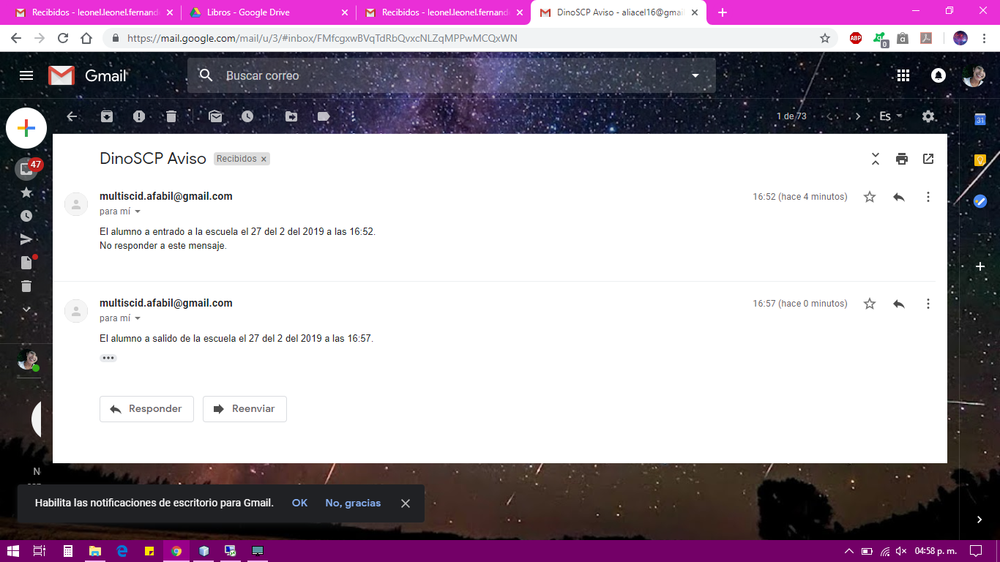 Recibidos - leonel.leonel.fernand
Libros - Google Drive
Recibidos - leonel.leonel.fernand
DinoSCP Aviso - aliacel16@gmai
https://mail.google.com/mail/u/3/#inbox/FMfcgxwBVqTdRbQvxcNLZqMPPwMCQxWN
ABP
0
a
Gmail
Buscar correo
1 de 73
Es
31
47
DinoSCP Aviso
Recibidos x
multiscid.afabil@gmail.com
16:52 (hace 4 minutos)
para mí
El alumno a entrado a la escuela el 27 del 2 del 2019 a las 16:52.
No responder a este mensaje.
multiscid.afabil@gmail.com
16:57 (hace 0 minutos)
para mí
El alumno a salido de la escuela el 27 del 2 del 2019 a las 16:57.
Responder
Reenviar
Habilita las notificaciones de escritorio para Gmail.
OK
No, gracias
04:58 p. m.